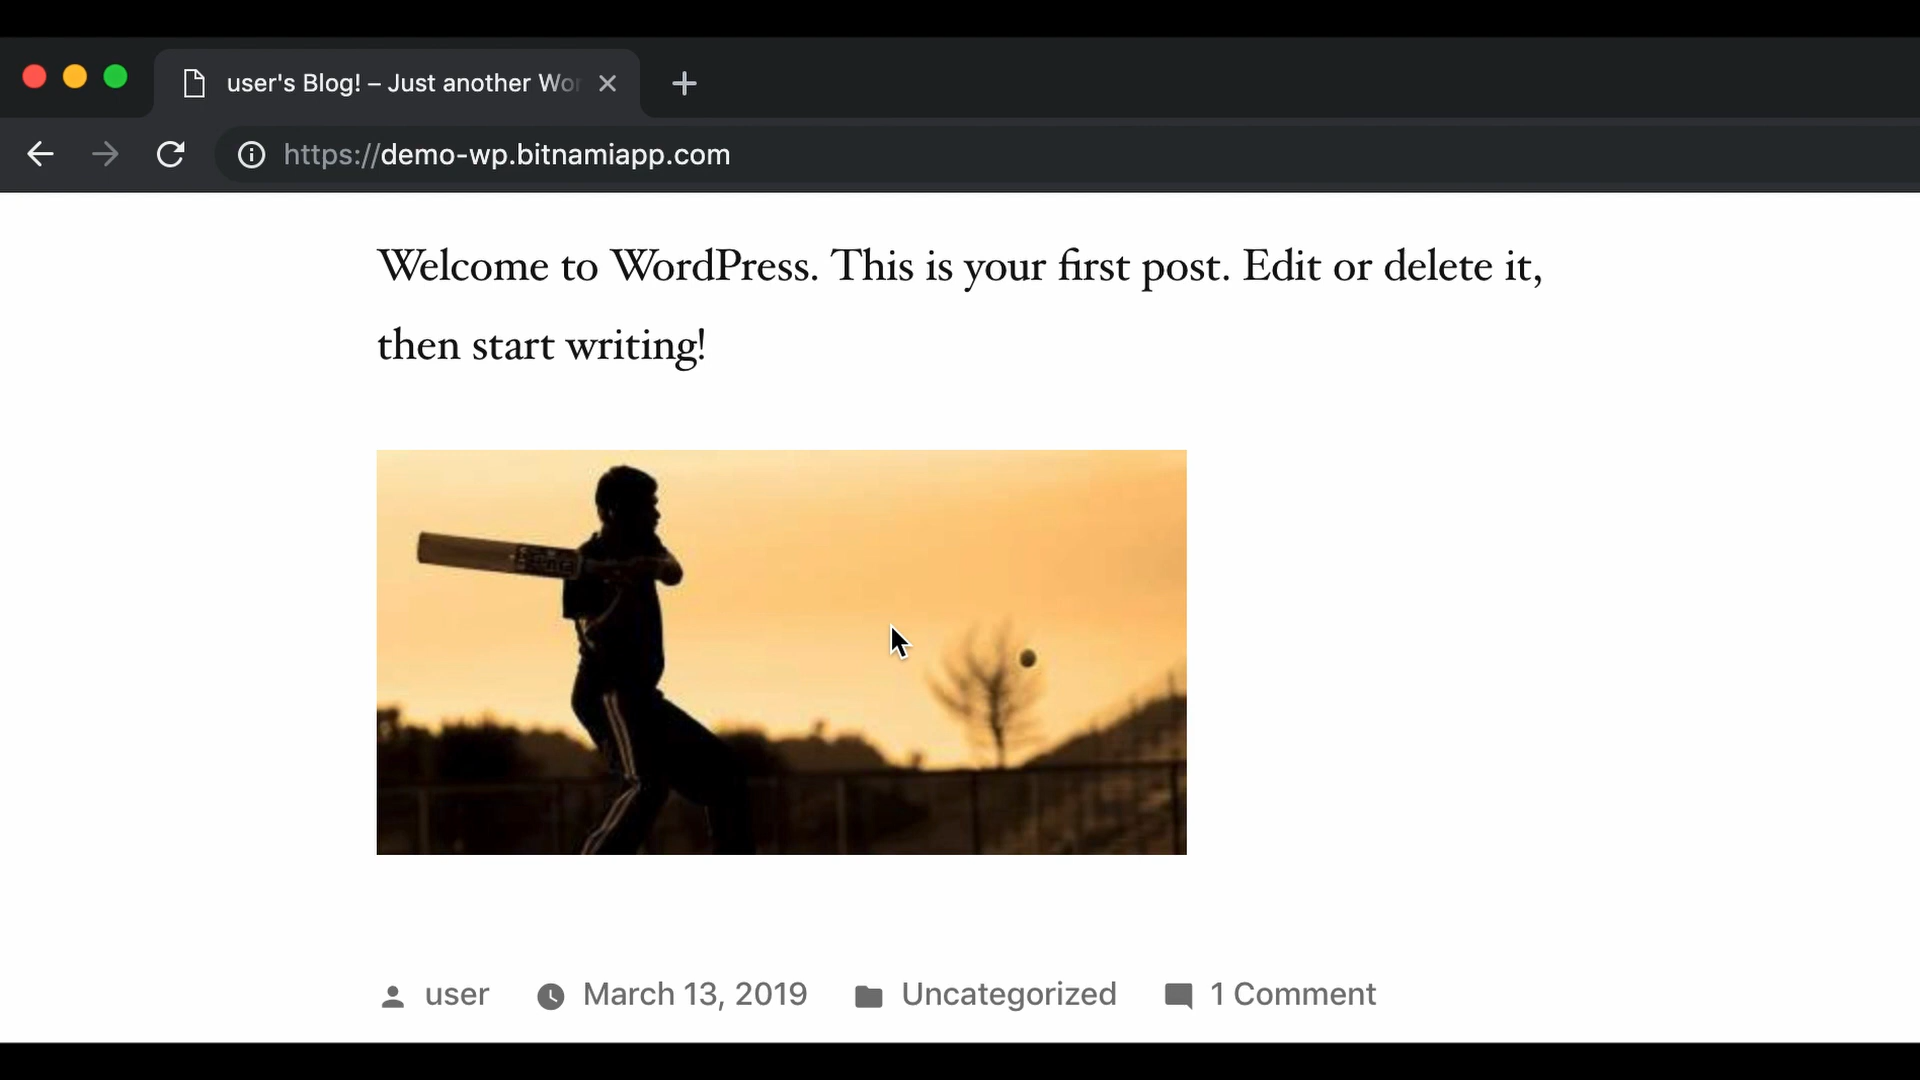 user's Blog! – Just another Wor
https://demo-wp.bitnamiapp.com
Welcome to WordPress. This is your first post. Edit or delete it,
then start writing!
user March 13, 2019 Uncategorized 1 Comment